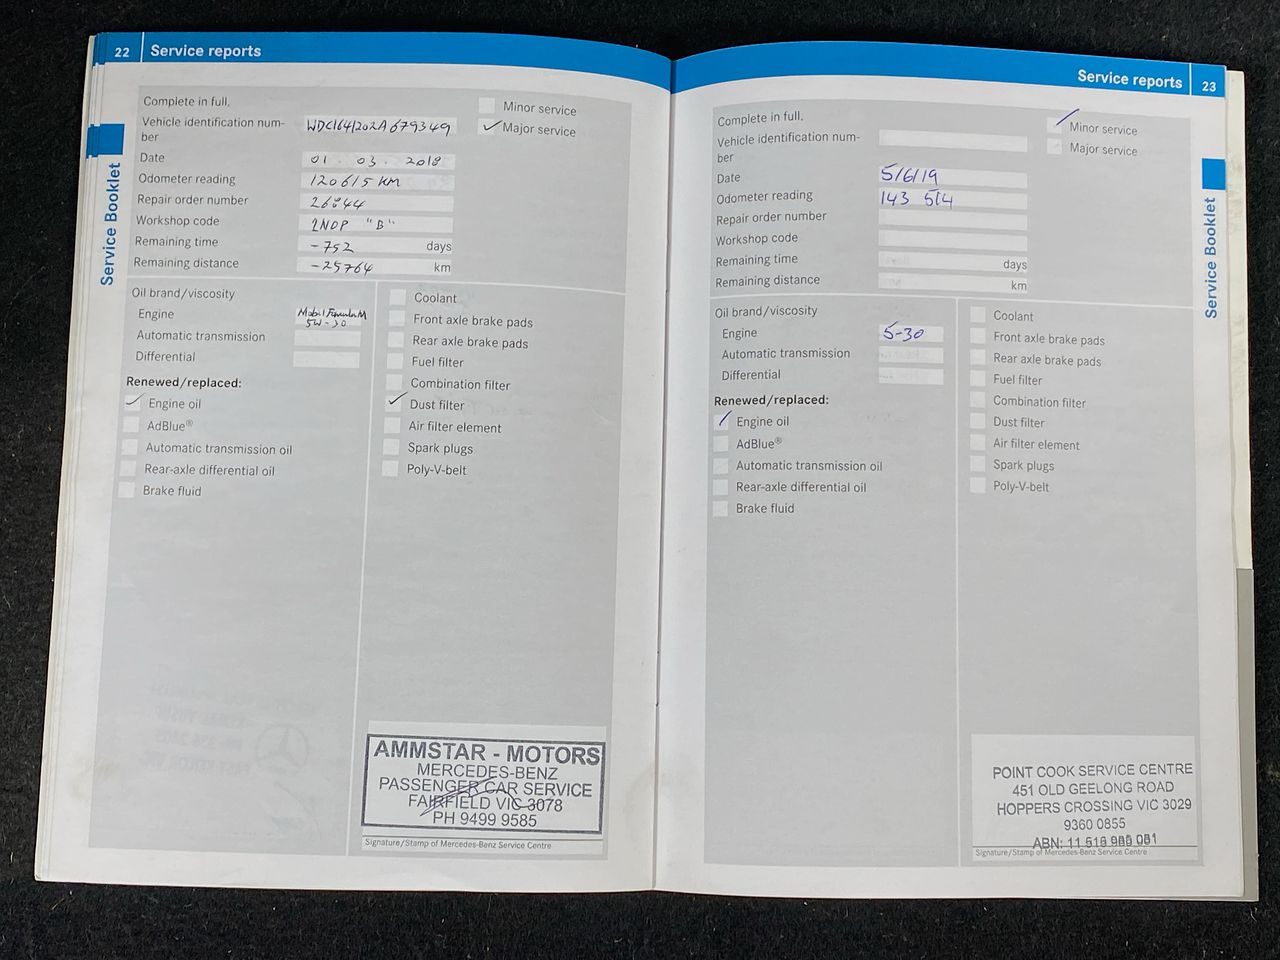 22 Service reports
Complete in full.
Minor service
Vehicle identification num-
ber
WDC1641202A679349
Major service
Date 01 . 03 . 2018
Odometer reading 120615 KM
Repair order number 26844
Workshop code
Remaining time -752 days
Remaining distance -25764 km
Oil brand/viscosity
Engine Mobil Formula M
5W-30
Automatic transmission
Differential
Renewed/replaced:
Engine oil
AdBlue®
Automatic transmission oil
Rear-axle differential oil
Brake fluid
Coolant
Front axle brake pads
Rear axle brake pads
Fuel filter
Combination filter
Dust filter
Air filter element
Spark plugs
Poly-V-belt
AMMSTAR - MOTORS
MERCEDES-BENZ
PASSENGER CAR SERVICE
FAIRFIELD VIC 3078
PH 9499 9585
Signature/Stamp of Mercedes-Benz Service Centre
Service Booklet
Service reports 23
Complete in full.
Minor service
Vehicle identification num-
ber
Major service
Date 5/6/19
Odometer reading 143 514
Repair order number
Workshop code
Remaining time days
Remaining distance km
Oil brand/viscosity
Engine 5-30
Automatic transmission
Differential
Renewed/replaced:
Engine oil
AdBlue®
Automatic transmission oil
Rear-axle differential oil
Brake fluid
Coolant
Front axle brake pads
Rear axle brake pads
Fuel filter
Combination filter
Dust filter
Air filter element
Spark plugs
Poly-V-belt
POINT COOK SERVICE CENTRE
451 OLD GEELONG ROAD
HOPPERS CROSSING VIC 3029
9360 0855
ABN: 11
Signature/Stamp of Mercedes-Benz Service Centre
Service Booklet